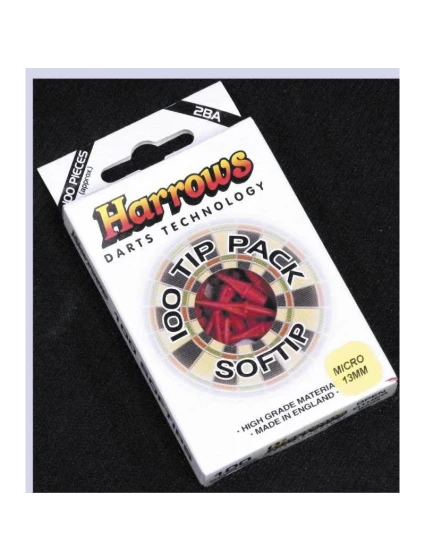 2BA
100 PIECES
(approx.)
Harrows
DARTS TECHNOLOGY
100 TIP PACK
SOFTIP
MICRO
13MM
· HIGH GRADE MATERIA
· MADE IN ENGLAND ·